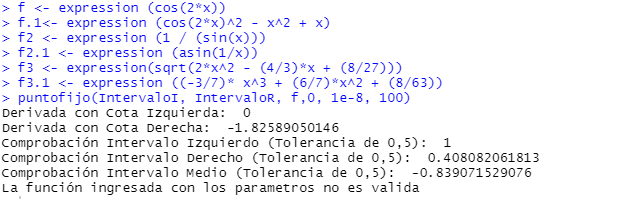 > f <- expression (cos(2*x))
> f.1<- expression (cos(2*x)^2 - x^2 + x)
> f2 <- expression (1 / (sin(x)))
> f2.1 <- expression (asin(1/x))
> f3 <- expression(sqrt(2*x^2 - (4/3)*x + (8/27)))
> f3.1 <- expression ((-3/7)* x^3 + (6/7)*x^2 + (8/63))
> puntofijo(IntervaloI, IntervaloR, f,0, 1e-8, 100)
Derivada con Cota Izquierda:  0
Derivada con Cota Derecha:  -1.82589050146
Comprobación Intervalo Izquierdo (Tolerancia de 0,5):  1
Comprobación Intervalo Derecho (Tolerancia de 0,5):  0.408082061813
Comprobación Intervalo Medio (Tolerancia de 0,5):  -0.839071529076
La función ingresada con los parametros no es valida